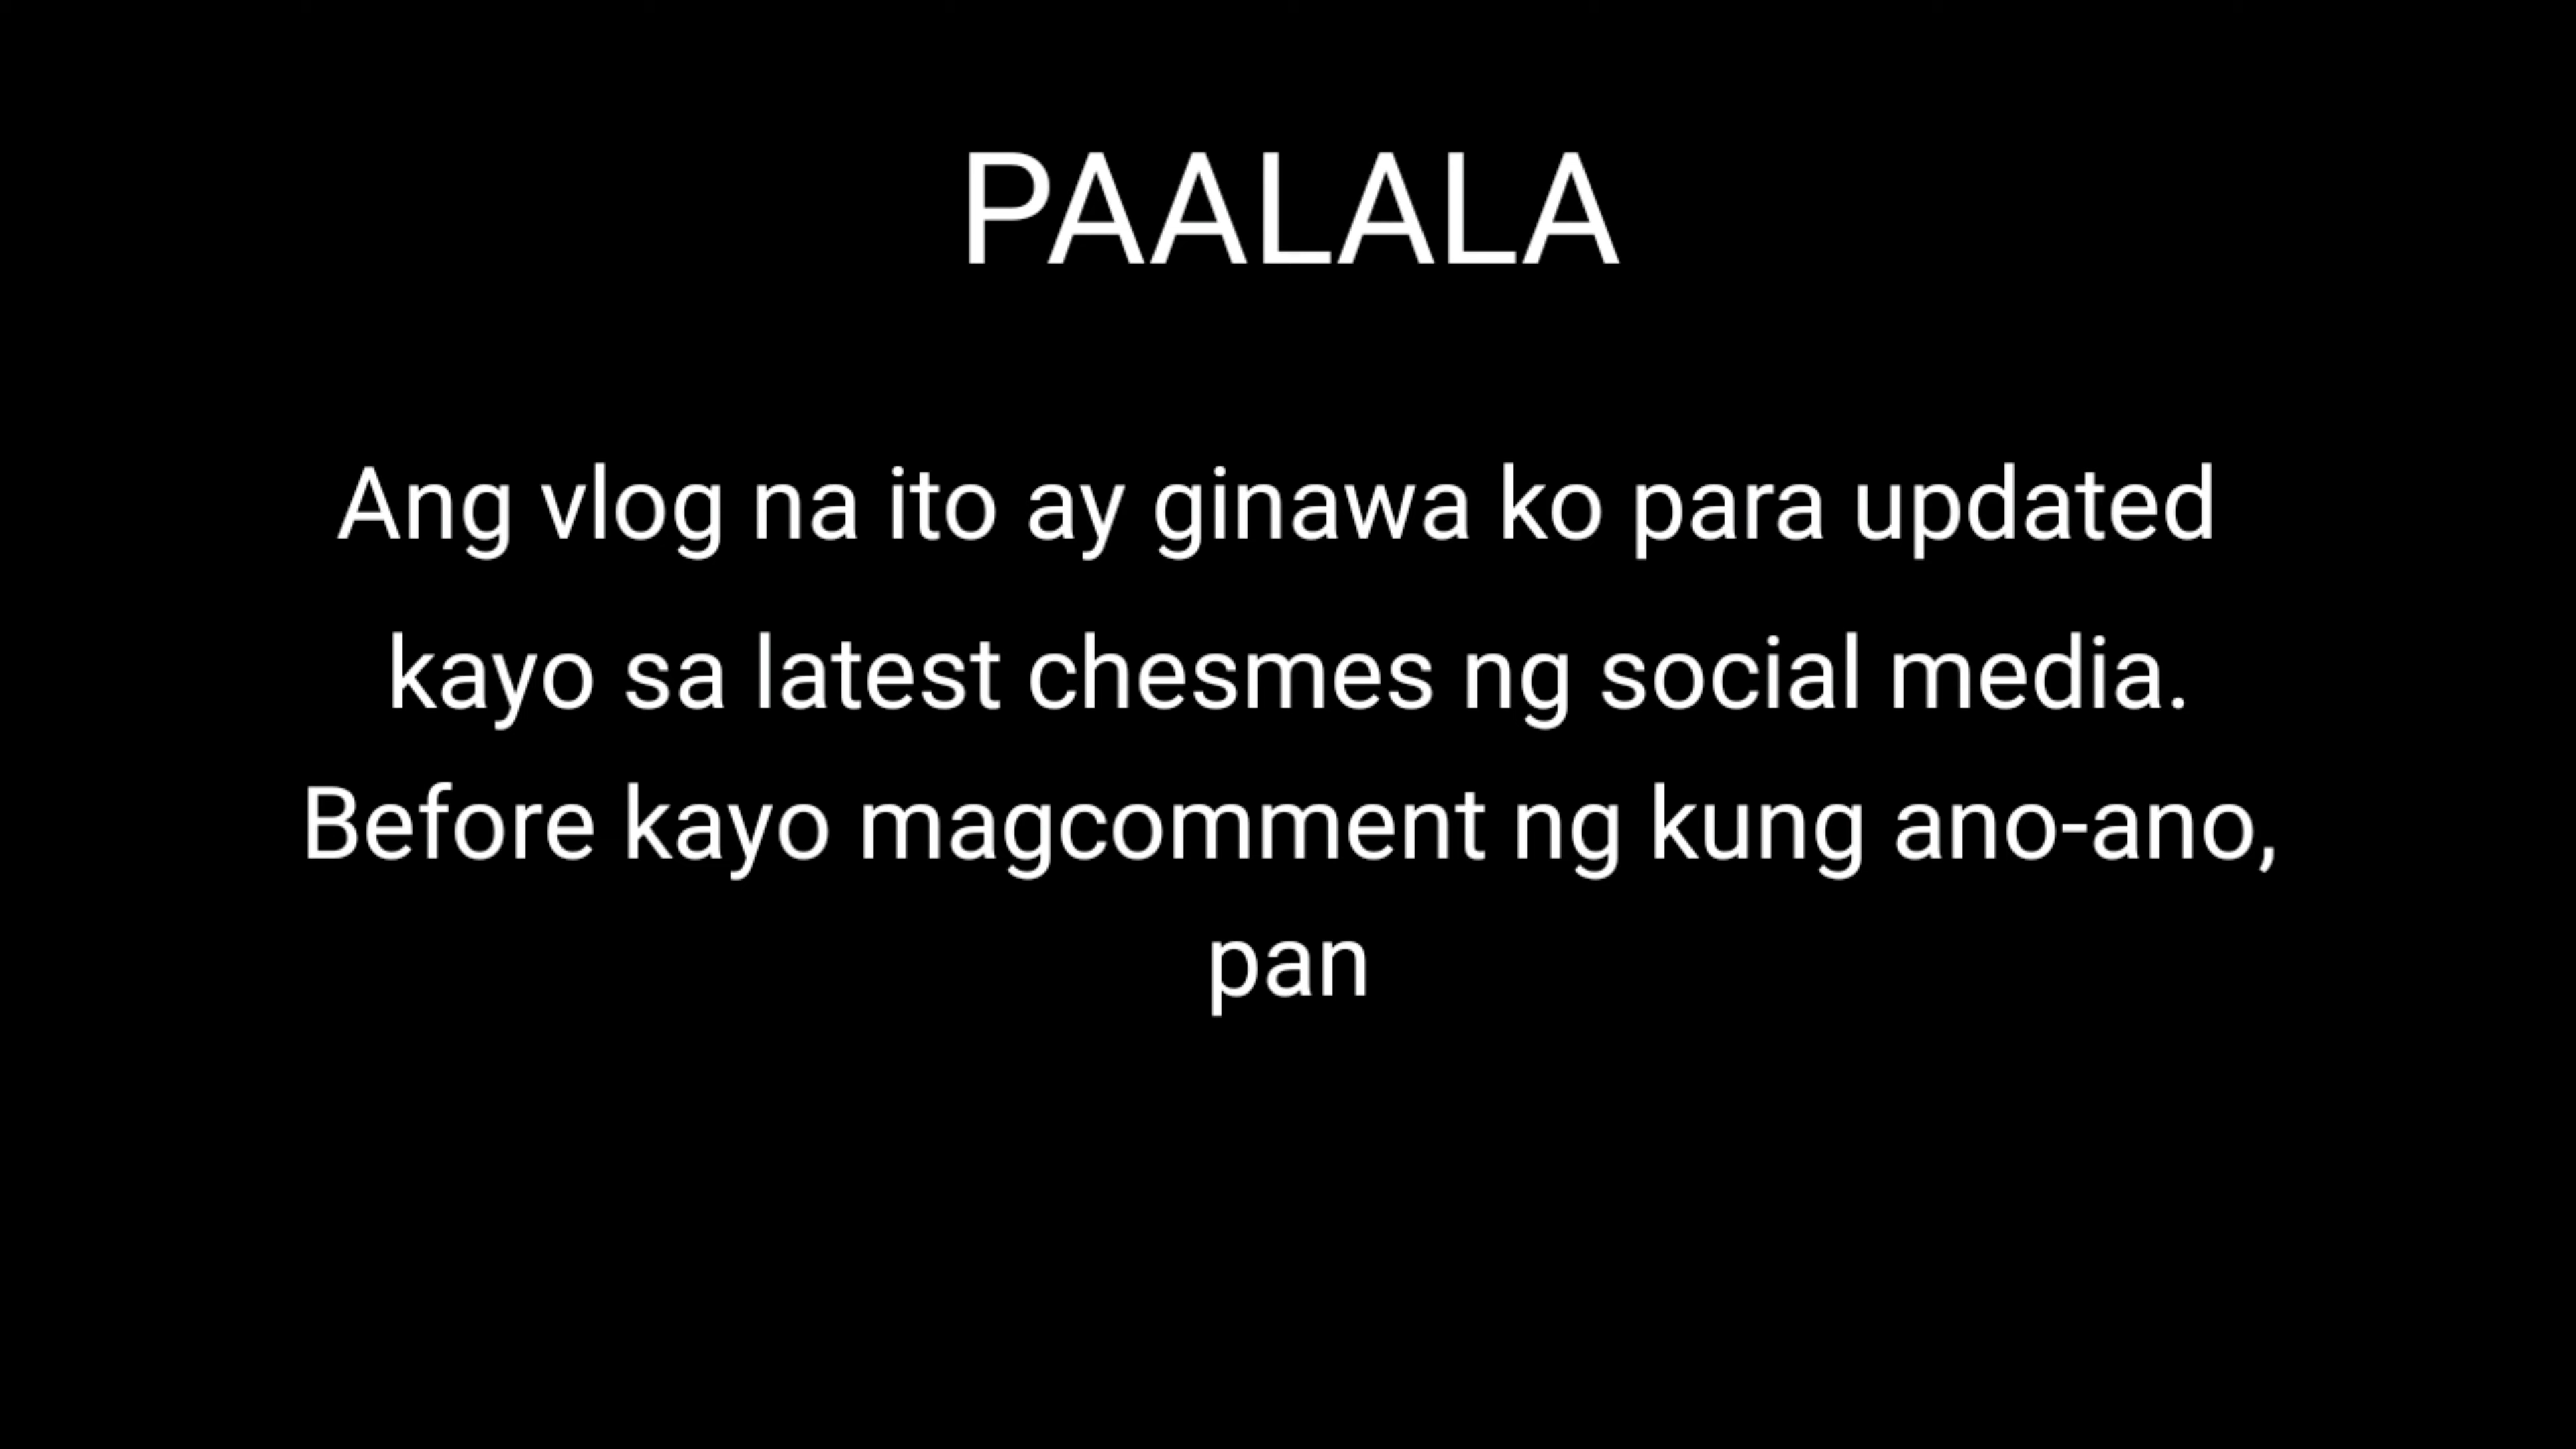 PAALALA
Ang vlog na ito ay ginawa ko para updated
kayo sa latest chesmes ng social media.
Before kayo magcomment ng kung ano-ano,
pan